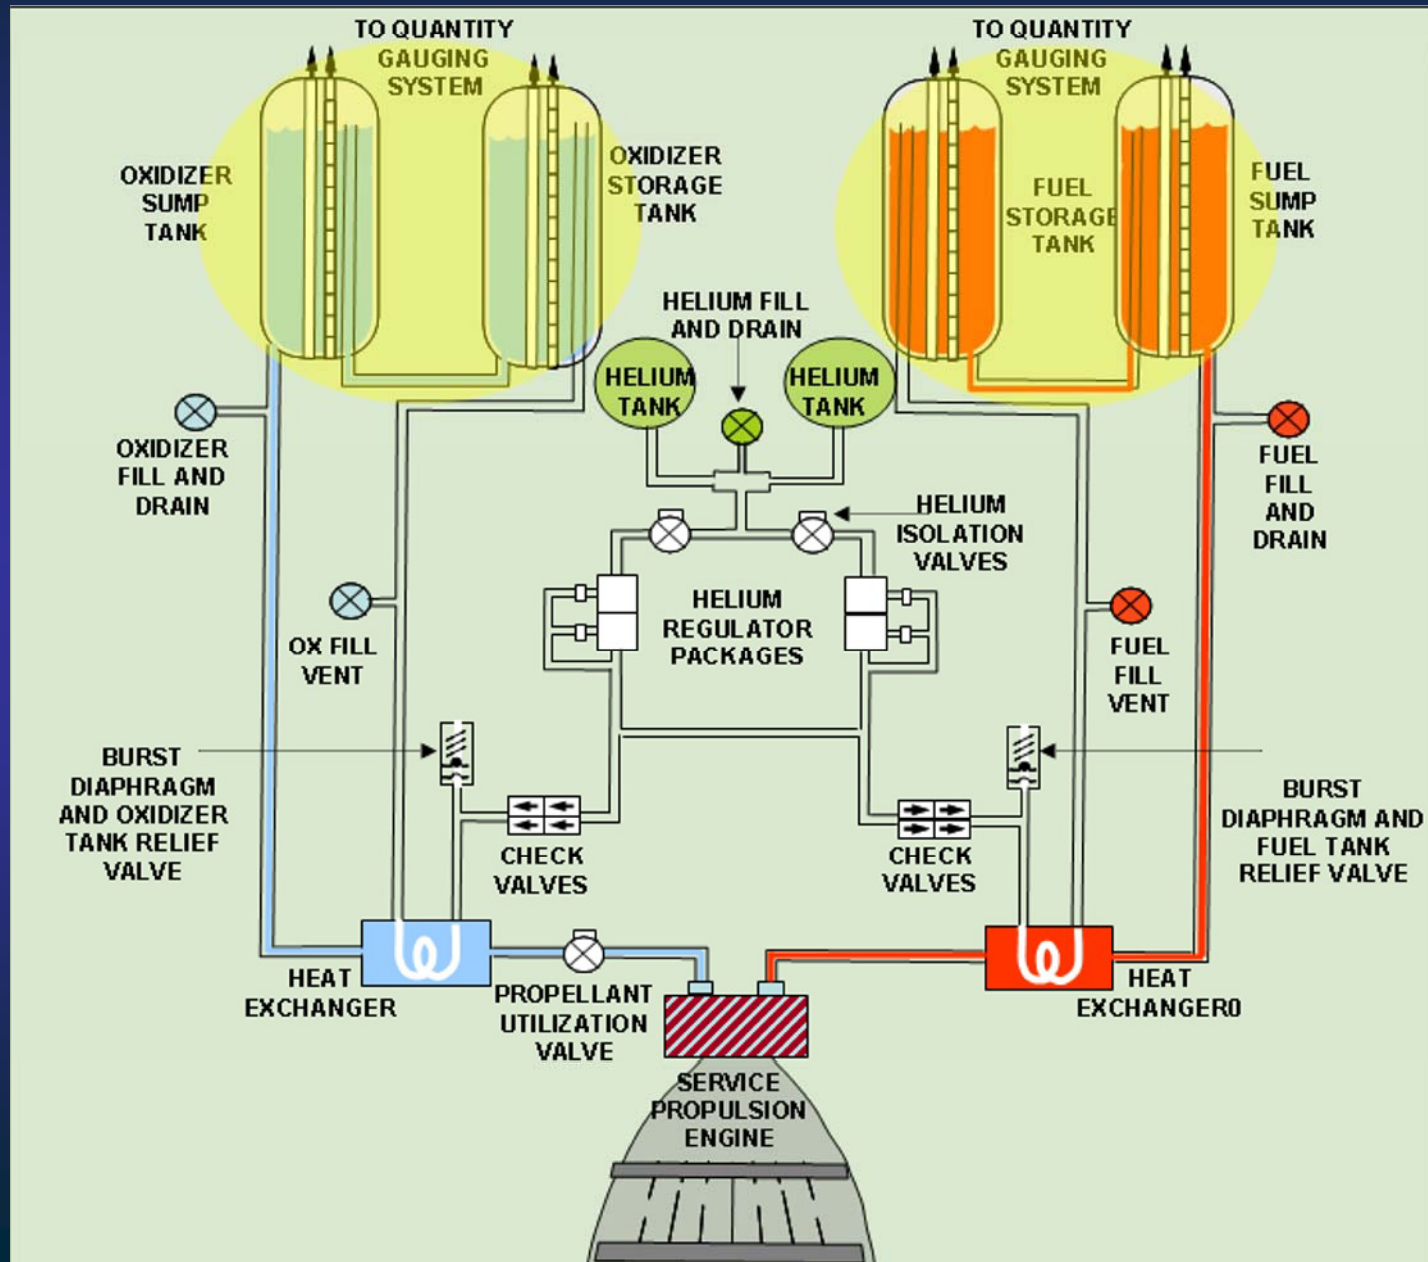 TO QUANTITY
GAUGING
SYSTEM
TO QUANTITY
GAUGING
SYSTEM
OXIDIZER
SUMP
TANK
OXIDIZER
STORAGE
TANK
FUEL
STORAGE
TANK
FUEL
SUMP
TANK
HELIUM FILL
AND DRAIN
HELIUM
TANK
HELIUM
TANK
OXIDIZER
FILL AND
DRAIN
FUEL
FILL
AND
DRAIN
HELIUM
ISOLATION
VALVES
OX FILL
VENT
HELIUM
REGULATOR
PACKAGES
FUEL
FILL
VENT
BURST
DIAPHRAGM
AND OXIDIZER
TANK RELIEF
VALVE
CHECK
VALVES
CHECK
VALVES
BURST
DIAPHRAGM AND
FUEL TANK
RELIEF VALVE
HEAT
EXCHANGER
PROPELLANT
UTILIZATION
VALVE
HEAT
EXCHANGER0
SERVICE
PROPULSION
ENGINE